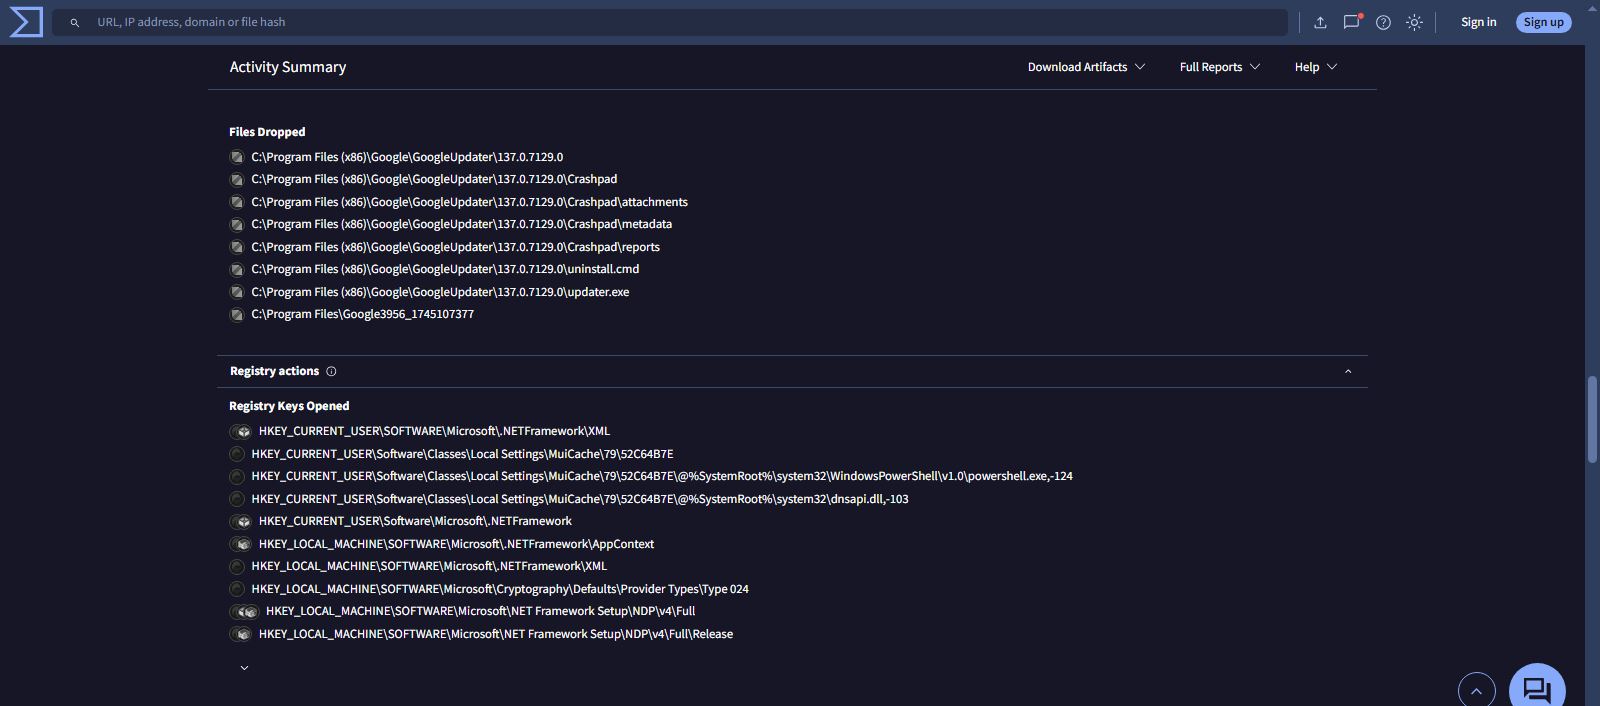 URL, IP address, domain or file hash
Sign in
Sign up
Activity Summary
Download Artifacts
Full Reports
Help
Files Dropped
C:\Program Files (x86)\Google\GoogleUpdater\137.0.7129.0
C:\Program Files (x86)\Google\GoogleUpdater\137.0.7129.0\Crashpad
C:\Program Files (x86)\Google\GoogleUpdater\137.0.7129.0\Crashpad\attachments
C:\Program Files (x86)\Google\GoogleUpdater\137.0.7129.0\Crashpad\metadata
C:\Program Files (x86)\Google\GoogleUpdater\137.0.7129.0\Crashpad\reports
C:\Program Files (x86)\Google\GoogleUpdater\137.0.7129.0\uninstall.cmd
C:\Program Files (x86)\Google\GoogleUpdater\137.0.7129.0\updater.exe
C:\Program Files\Google3956_1745107377
Registry actions
Registry Keys Opened
HKEY_CURRENT_USER\SOFTWARE\Microsoft\.NETFramework\XML
HKEY_CURRENT_USER\Software\Classes\Local Settings\MuiCache\79\52C64B7E
HKEY_CURRENT_USER\Software\Classes\Local Settings\MuiCache\79\52C64B7E\@%SystemRoot%\system32\WindowsPowerShell\v1.0\powershell.exe,-124
HKEY_CURRENT_USER\Software\Classes\Local Settings\MuiCache\79\52C64B7E\@%SystemRoot%\system32\dnsapi.dll,-103
HKEY_CURRENT_USER\Software\Microsoft\.NETFramework
HKEY_LOCAL_MACHINE\SOFTWARE\Microsoft\.NETFramework\AppContext
HKEY_LOCAL_MACHINE\SOFTWARE\Microsoft\.NETFramework\XML
HKEY_LOCAL_MACHINE\SOFTWARE\Microsoft\Cryptography\Defaults\Provider Types\Type 024
HKEY_LOCAL_MACHINE\SOFTWARE\Microsoft\NET Framework Setup\NDP\v4\Full
HKEY_LOCAL_MACHINE\SOFTWARE\Microsoft\NET Framework Setup\NDP\v4\Full\Release